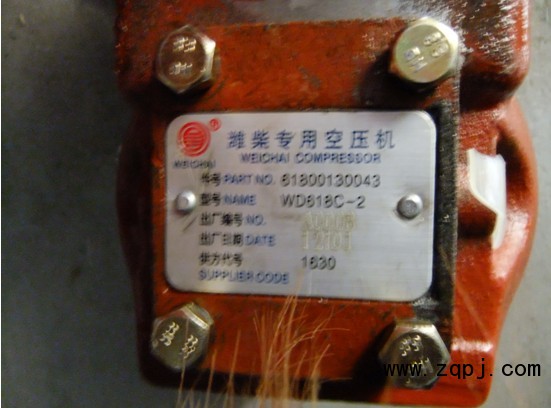 潍柴专用空压机
WEICHAI WEICHAI COMPRESSOR
件号 PART NO. 61800130043
型号 NAME WD618C-2
出厂编号 NO.
出厂日期 DATE
供方代号 1630
SUPPLIER CODE
www.zqpj.com